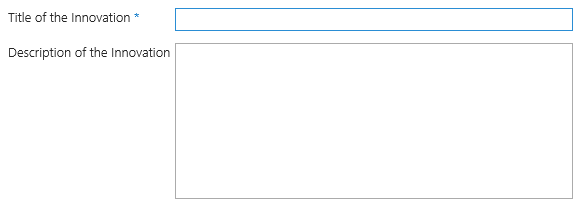 Title of the Innovation *
Description of the Innovation